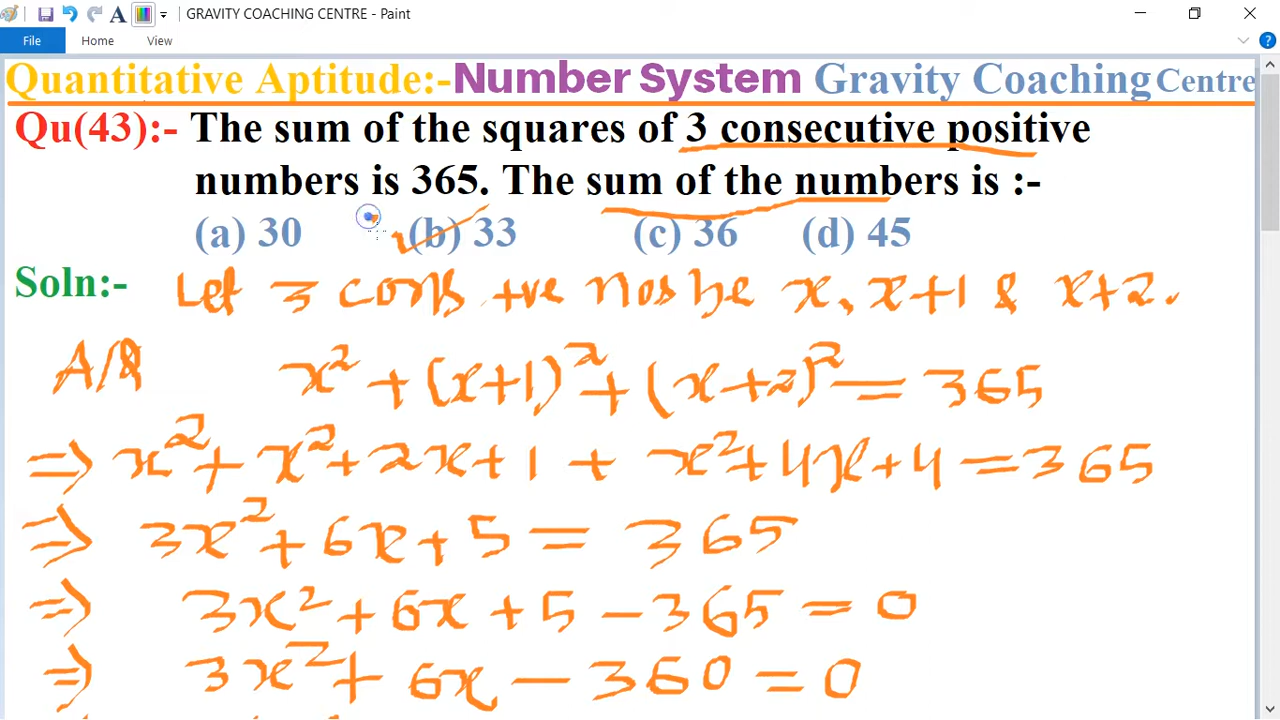 GRAVITY COACHING CENTRE - Paint
File Home View
Quantitative Aptitude:-Number System Gravity Coaching Centre
Qu(43):- The sum of the squares of 3 consecutive positive
numbers is 365. The sum of the numbers is :-
(a) 30 (b) 33 (c) 36 (d) 45
Soln:- Let 3 cons +ve nos be x, x+1 & x+2.
A/Q x² + (x+1)² + (x+2)² = 365
⇒ x² + x² + 2x + 1 + x² + 4x + 4 = 365
⇒ 3x² + 6x + 5 = 365
⇒ 3x² + 6x + 5 - 365 = 0
⇒ 3x² + 6x - 360 = 0